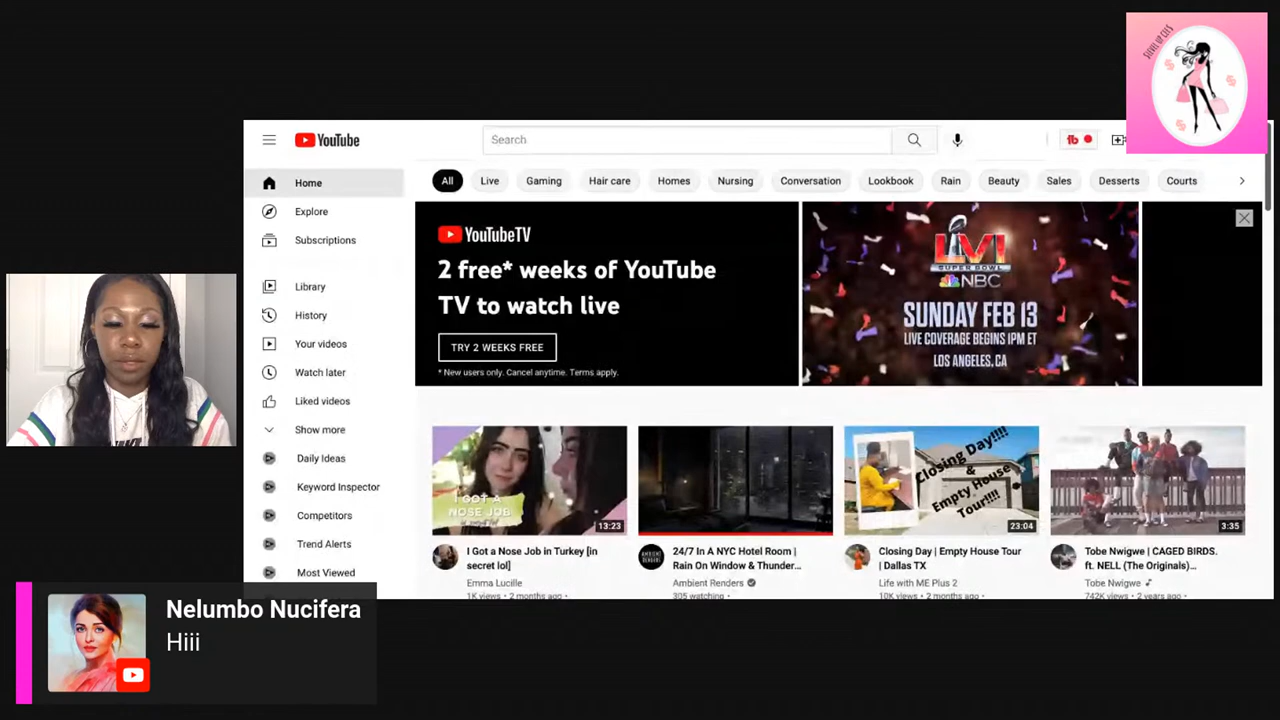 YouTube
Search
Home
Explore
Subscriptions
Library
History
Your videos
Watch later
Liked videos
Show more
Daily Ideas
Keyword Inspector
Competitors
Trend Alerts
Most Viewed
All Live Gaming Hair care Homes Nursing Conversation Lookbook Rain Beauty Sales Desserts Courts
YouTubeTV
2 free* weeks of YouTube
TV to watch live
TRY 2 WEEKS FREE
* New users only. Cancel anytime. Terms apply.
LVI
SUPER BOWL
NBC
SUNDAY FEB 13
LIVE COVERAGE BEGINS 1PM ET
LOS ANGELES, CA
I GOT A
NOSE JOB
13:23
I Got a Nose Job in Turkey [in
secret lol]
Emma Lucille
1K views • 2 months ago
24/7 In A NYC Hotel Room |
Rain On Window & Thunder...
Ambient Renders
305 watching
Closing Day!!!!
&
Empty House
Tour!!!!
23:04
Closing Day | Empty House Tour
| Dallas TX
Life with ME Plus 2
10K views • 2 months ago
3:35
Tobe Nwigwe | CAGED BIRDS.
ft. NELL (The Originals)...
Tobe Nwigwe
742K views • 2 years ago
Nelumbo Nucifera
Hiii